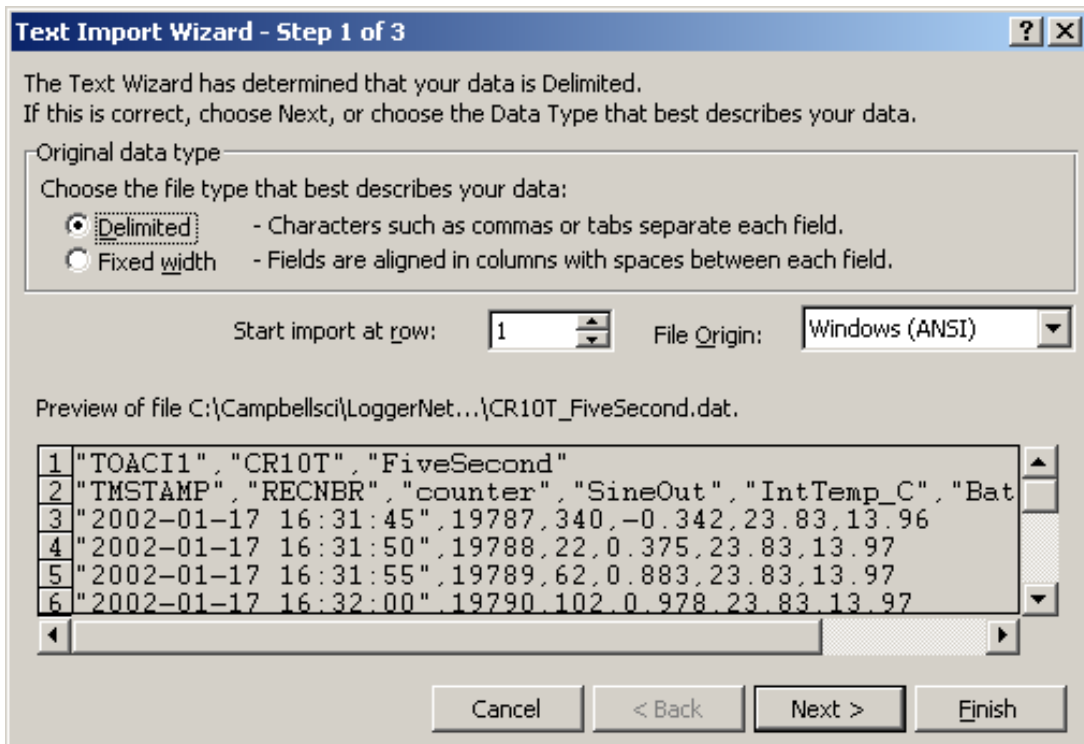 Text Import Wizard - Step 1 of 3
The Text Wizard has determined that your data is Delimited.
If this is correct, choose Next, or choose the Data Type that best describes your data.
Original data type
Choose the file type that best describes your data:
Delimited - Characters such as commas or tabs separate each field.
Fixed width - Fields are aligned in columns with spaces between each field.
Start import at row: 1 File Origin: Windows (ANSI)
Preview of file C:\Campbellsci\LoggerNet...\CR10T_FiveSecond.dat.
1 "TOACI1","CR10T","FiveSecond"
2 "TMSTAMP","RECNBR","counter","SineOut","IntTemp_C","Bat
3 "2002-01-17 16:31:45",19787,340,-0.342,23.83,13.96
4 "2002-01-17 16:31:50",19788,22,0.375,23.83,13.97
5 "2002-01-17 16:31:55",19789,62,0.883,23.83,13.97
6 "2002-01-17 16:32:00",19790,102,0.978,23.83,13.97
Cancel < Back Next > Finish